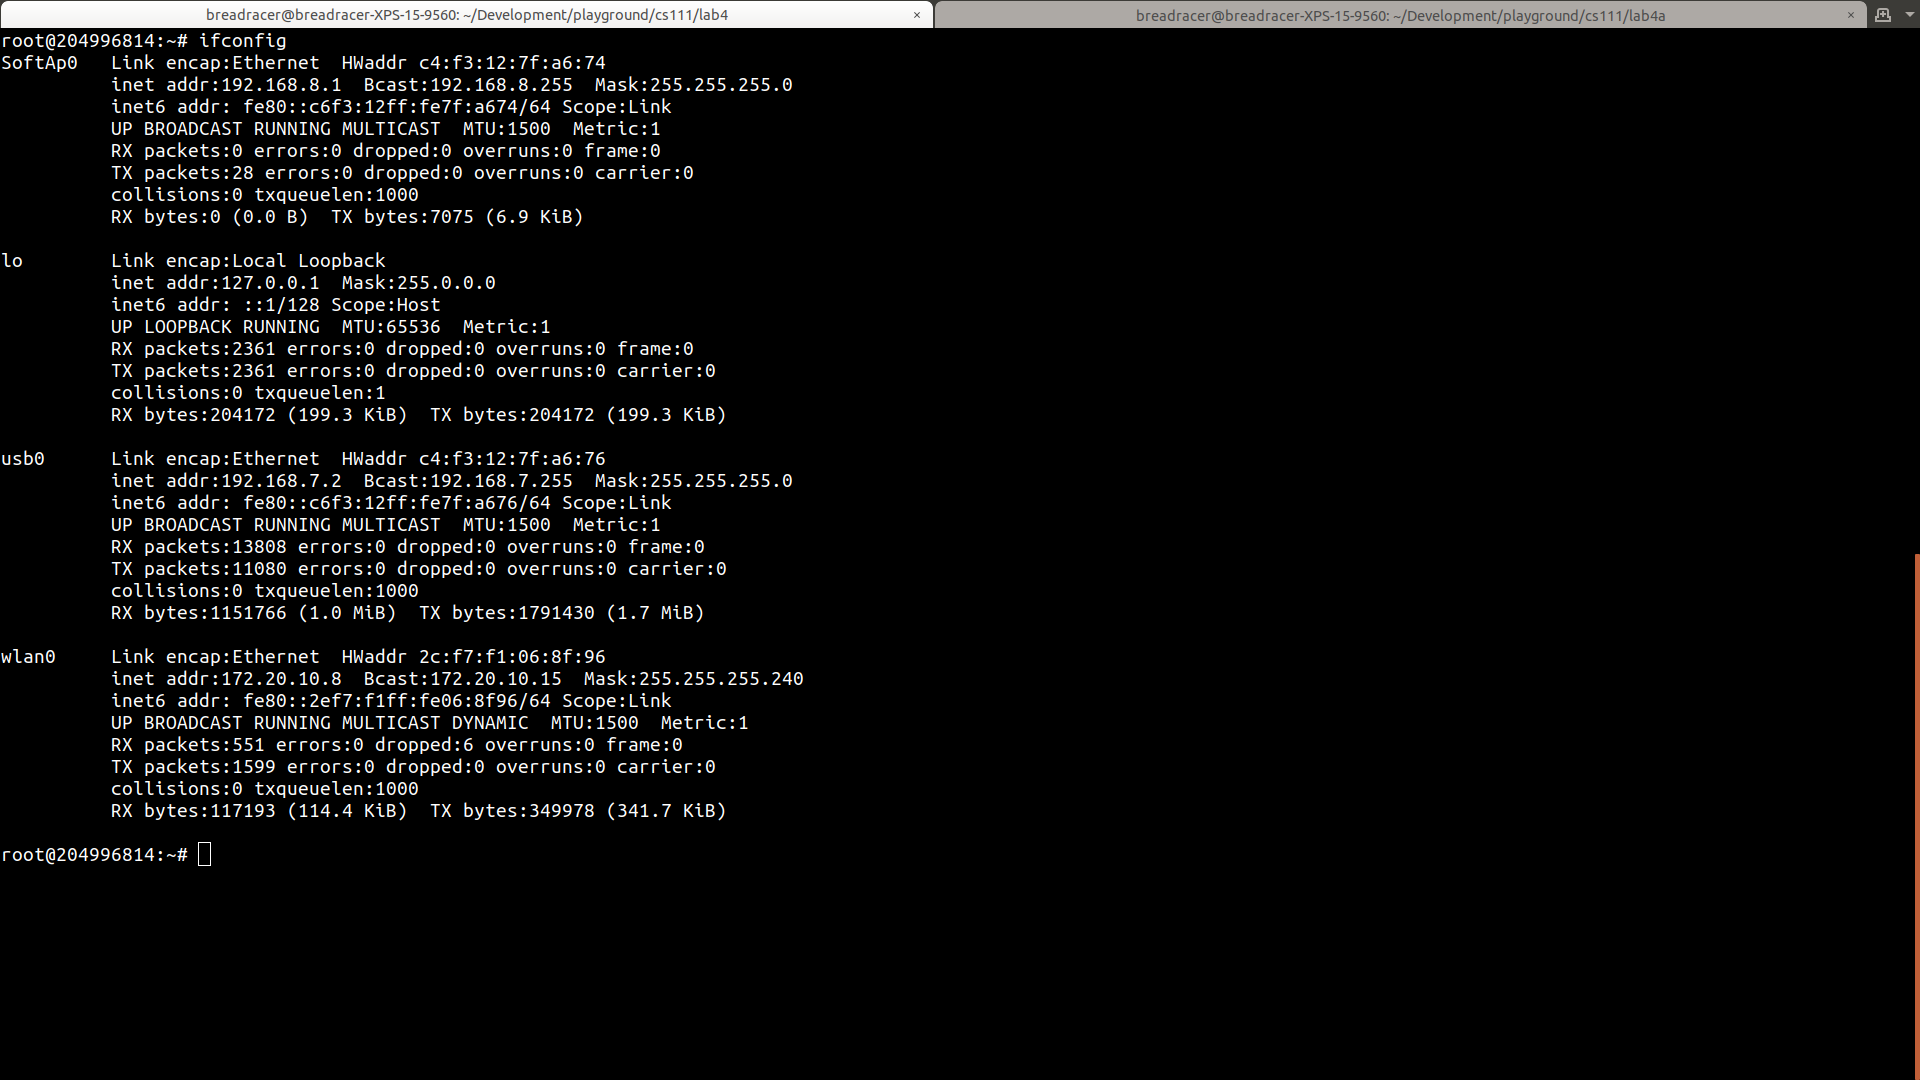 breadracer@breadracer-XPS-15-9560: ~/Development/playground/cs111/lab4 × breadracer@breadracer-XPS-15-9560: ~/Development/playground/cs111/lab4a ×
root@204996814:~# ifconfig
SoftAp0   Link encap:Ethernet  HWaddr c4:f3:12:7f:a6:74
          inet addr:192.168.8.1  Bcast:192.168.8.255  Mask:255.255.255.0
          inet6 addr: fe80::c6f3:12ff:fe7f:a674/64 Scope:Link
          UP BROADCAST RUNNING MULTICAST  MTU:1500  Metric:1
          RX packets:0 errors:0 dropped:0 overruns:0 frame:0
          TX packets:28 errors:0 dropped:0 overruns:0 carrier:0
          collisions:0 txqueuelen:1000
          RX bytes:0 (0.0 B)  TX bytes:7075 (6.9 KiB)

lo        Link encap:Local Loopback
          inet addr:127.0.0.1  Mask:255.0.0.0
          inet6 addr: ::1/128 Scope:Host
          UP LOOPBACK RUNNING  MTU:65536  Metric:1
          RX packets:2361 errors:0 dropped:0 overruns:0 frame:0
          TX packets:2361 errors:0 dropped:0 overruns:0 carrier:0
          collisions:0 txqueuelen:1
          RX bytes:204172 (199.3 KiB)  TX bytes:204172 (199.3 KiB)

usb0      Link encap:Ethernet  HWaddr c4:f3:12:7f:a6:76
          inet addr:192.168.7.2  Bcast:192.168.7.255  Mask:255.255.255.0
          inet6 addr: fe80::c6f3:12ff:fe7f:a676/64 Scope:Link
          UP BROADCAST RUNNING MULTICAST  MTU:1500  Metric:1
          RX packets:13808 errors:0 dropped:0 overruns:0 frame:0
          TX packets:11080 errors:0 dropped:0 overruns:0 carrier:0
          collisions:0 txqueuelen:1000
          RX bytes:1151766 (1.0 MiB)  TX bytes:1791430 (1.7 MiB)

wlan0     Link encap:Ethernet  HWaddr 2c:f7:f1:06:8f:96
          inet addr:172.20.10.8  Bcast:172.20.10.15  Mask:255.255.255.240
          inet6 addr: fe80::2ef7:f1ff:fe06:8f96/64 Scope:Link
          UP BROADCAST RUNNING MULTICAST DYNAMIC  MTU:1500  Metric:1
          RX packets:551 errors:0 dropped:6 overruns:0 frame:0
          TX packets:1599 errors:0 dropped:0 overruns:0 carrier:0
          collisions:0 txqueuelen:1000
          RX bytes:117193 (114.4 KiB)  TX bytes:349978 (341.7 KiB)

root@204996814:~#